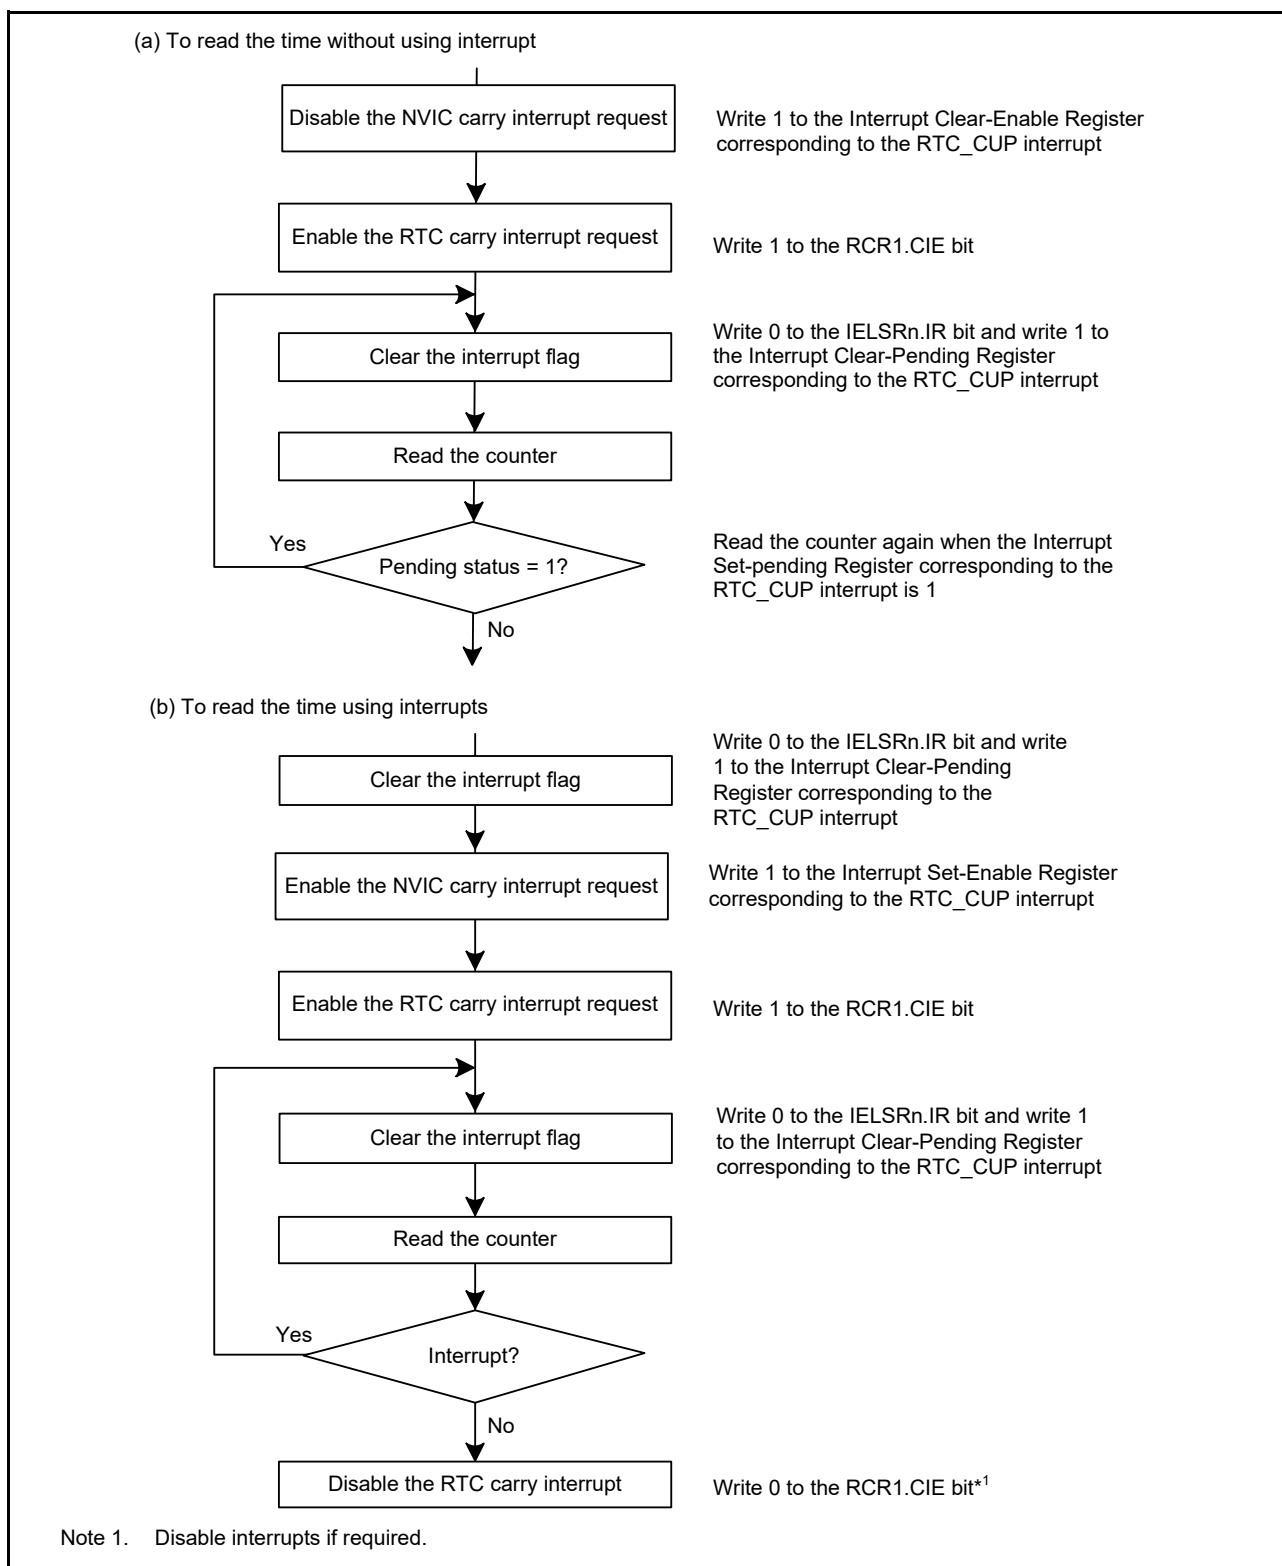 (a) To read the time without using interrupt
Disable the NVIC carry interrupt request
Write 1 to the Interrupt Clear-Enable Register
corresponding to the RTC_CUP interrupt
Enable the RTC carry interrupt request
Write 1 to the RCR1.CIE bit
Clear the interrupt flag
Write 0 to the IELSRn.IR bit and write 1 to
the Interrupt Clear-Pending Register
corresponding to the RTC_CUP interrupt
Read the counter
Yes
Pending status = 1?
Read the counter again when the Interrupt
Set-pending Register corresponding to the
RTC_CUP interrupt is 1
No
(b) To read the time using interrupts
Clear the interrupt flag
Write 0 to the IELSRn.IR bit and write
1 to the Interrupt Clear-Pending
Register corresponding to the
RTC_CUP interrupt
Enable the NVIC carry interrupt request
Write 1 to the Interrupt Set-Enable Register
corresponding to the RTC_CUP interrupt
Enable the RTC carry interrupt request
Write 1 to the RCR1.CIE bit
Clear the interrupt flag
Write 0 to the IELSRn.IR bit and write 1
to the Interrupt Clear-Pending Register
corresponding to the RTC_CUP interrupt
Read the counter
Yes
Interrupt?
No
Disable the RTC carry interrupt
Write 0 to the RCR1.CIE bit*1
Note 1. Disable interrupts if required.